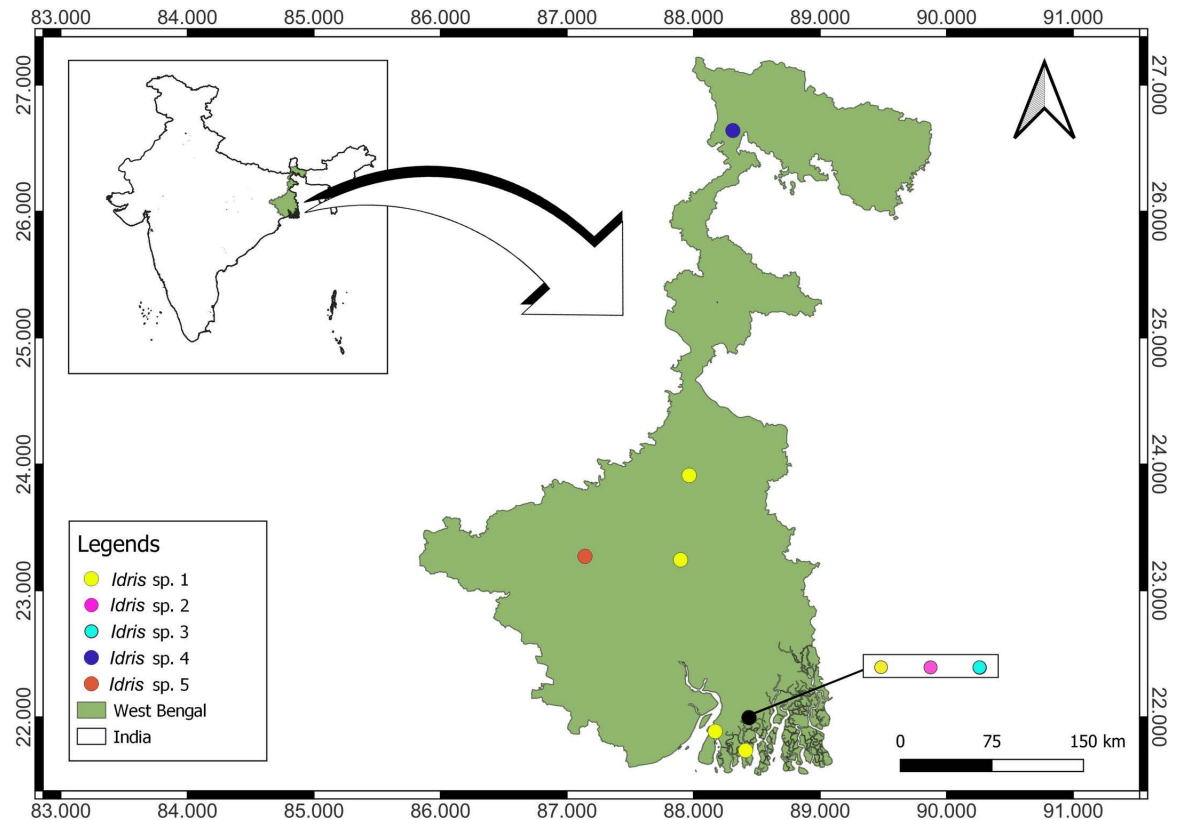 83.000 84.000 85.000 86.000 87.000 88.000 89.000 90.000 91.000
27.000 27.000
26.000 26.000
25.000 25.000
24.000 24.000
Legends
Idris sp. 1
Idris sp. 2
Idris sp. 3
Idris sp. 4
Idris sp. 5
West Bengal
India
23.000 23.000
22.000 22.000
0 75 150 km
83.000 84.000 85.000 86.000 87.000 88.000 89.000 90.000 91.000